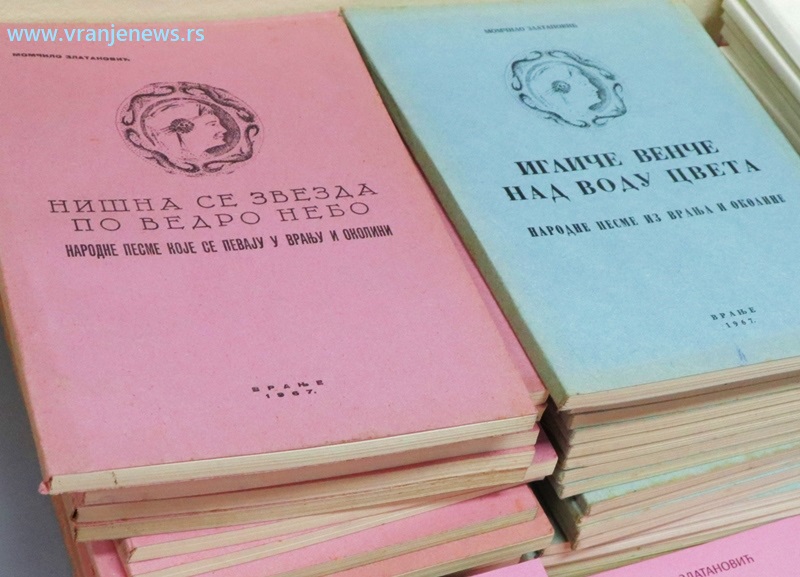 www.vranjenews.rs
МОМЧИЛО ЗЛАТАНОВИЋ
НИШНА СЕ ЗВЕЗДА
ПО ВЕДРО НЕБО
НАРОДНЕ ПЕСМЕ КОЈЕ СЕ ПЕВАЈУ У ВРАЊУ И ОКОЛИНИ
ВРАЊЕ
1967.
МОМЧИЛО ЗЛАТАНОВИЋ
ИГЛИЧЕ ВЕНЧЕ
НАД ВОДУ ЦВЕТА
НАРОДНЕ ПЕСМЕ ИЗ ВРАЊА И ОКОЛИНЕ
ВРАЊЕ
1967.
ЗЛАТАНОВИЋ